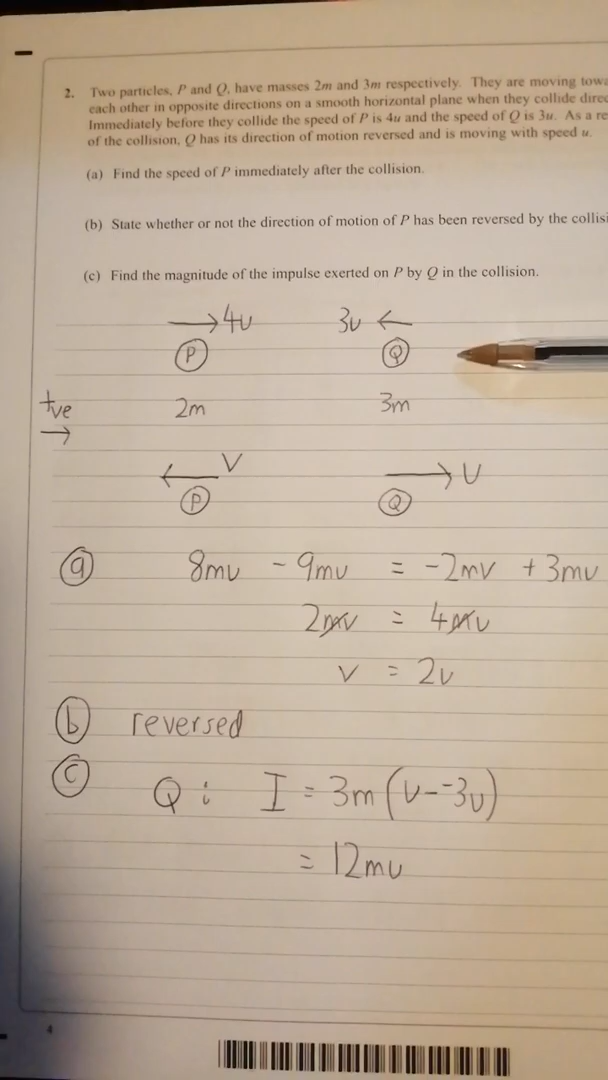 2. Two particles, P and Q, have masses 2m and 3m respectively. They are moving towa
each other in opposite directions on a smooth horizontal plane when they collide direc
Immediately before they collide the speed of P is 4u and the speed of Q is 3u. As a re
of the collision, Q has its direction of motion reversed and is moving with speed u.
(a) Find the speed of P immediately after the collision.
(b) State whether or not the direction of motion of P has been reversed by the collisi
(c) Find the magnitude of the impulse exerted on P by Q in the collision.
→ 4u 3u ←
P Q
+ve 2m 3m
→
← v → u
P Q
a 8mu - 9mu = -2mv + 3mu
2mv = 4mu
v = 2u
b reversed
c Q: I = 3m(u--3u)
= 12mu
4